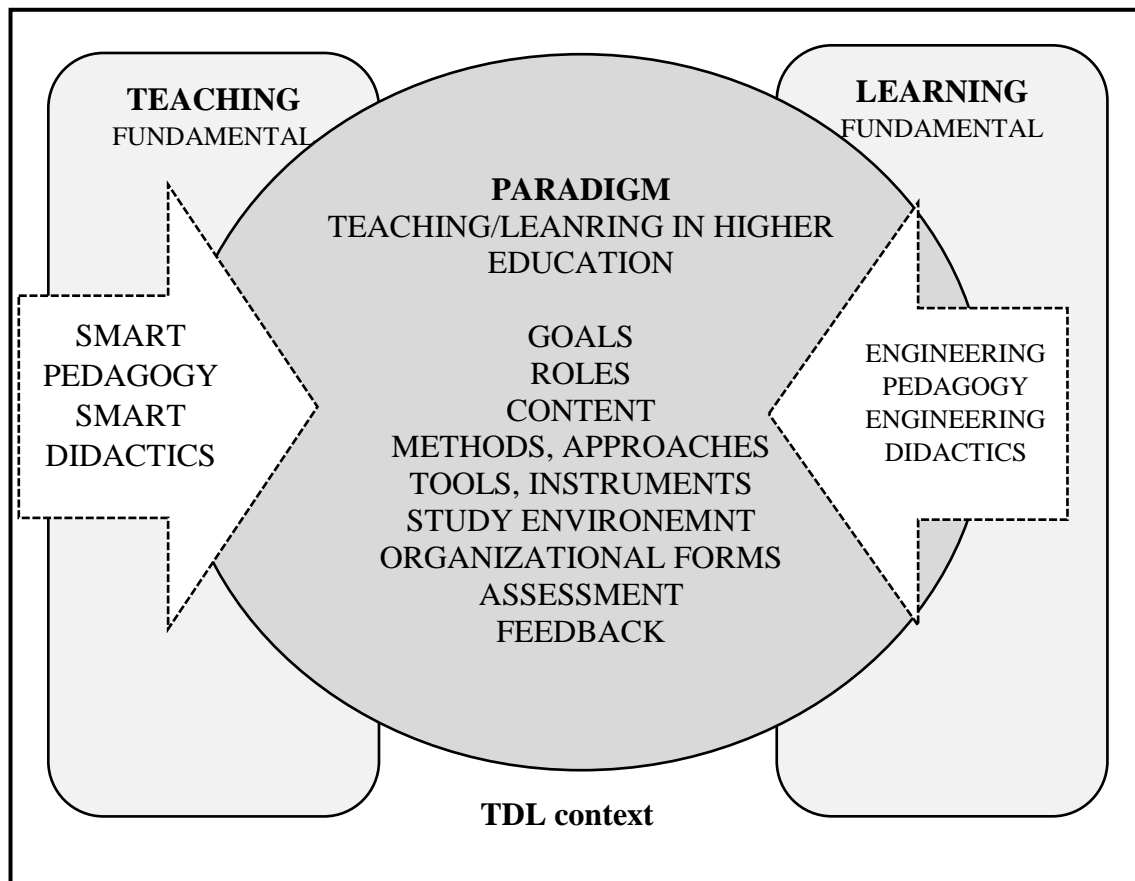 TEACHING
FUNDAMENTAL
LEARNING
FUNDAMENTAL
PARADIGM
TEACHING/LEANRING IN HIGHER
EDUCATION
SMART
PEDAGOGY
SMART
DIDACTICS
GOALS
ROLES
CONTENT
METHODS, APPROACHES
TOOLS, INSTRUMENTS
STUDY ENVIRONEMNT
ORGANIZATIONAL FORMS
ASSESSMENT
FEEDBACK
ENGINEERING
PEDAGOGY
ENGINEERING
DIDACTICS
TDL context